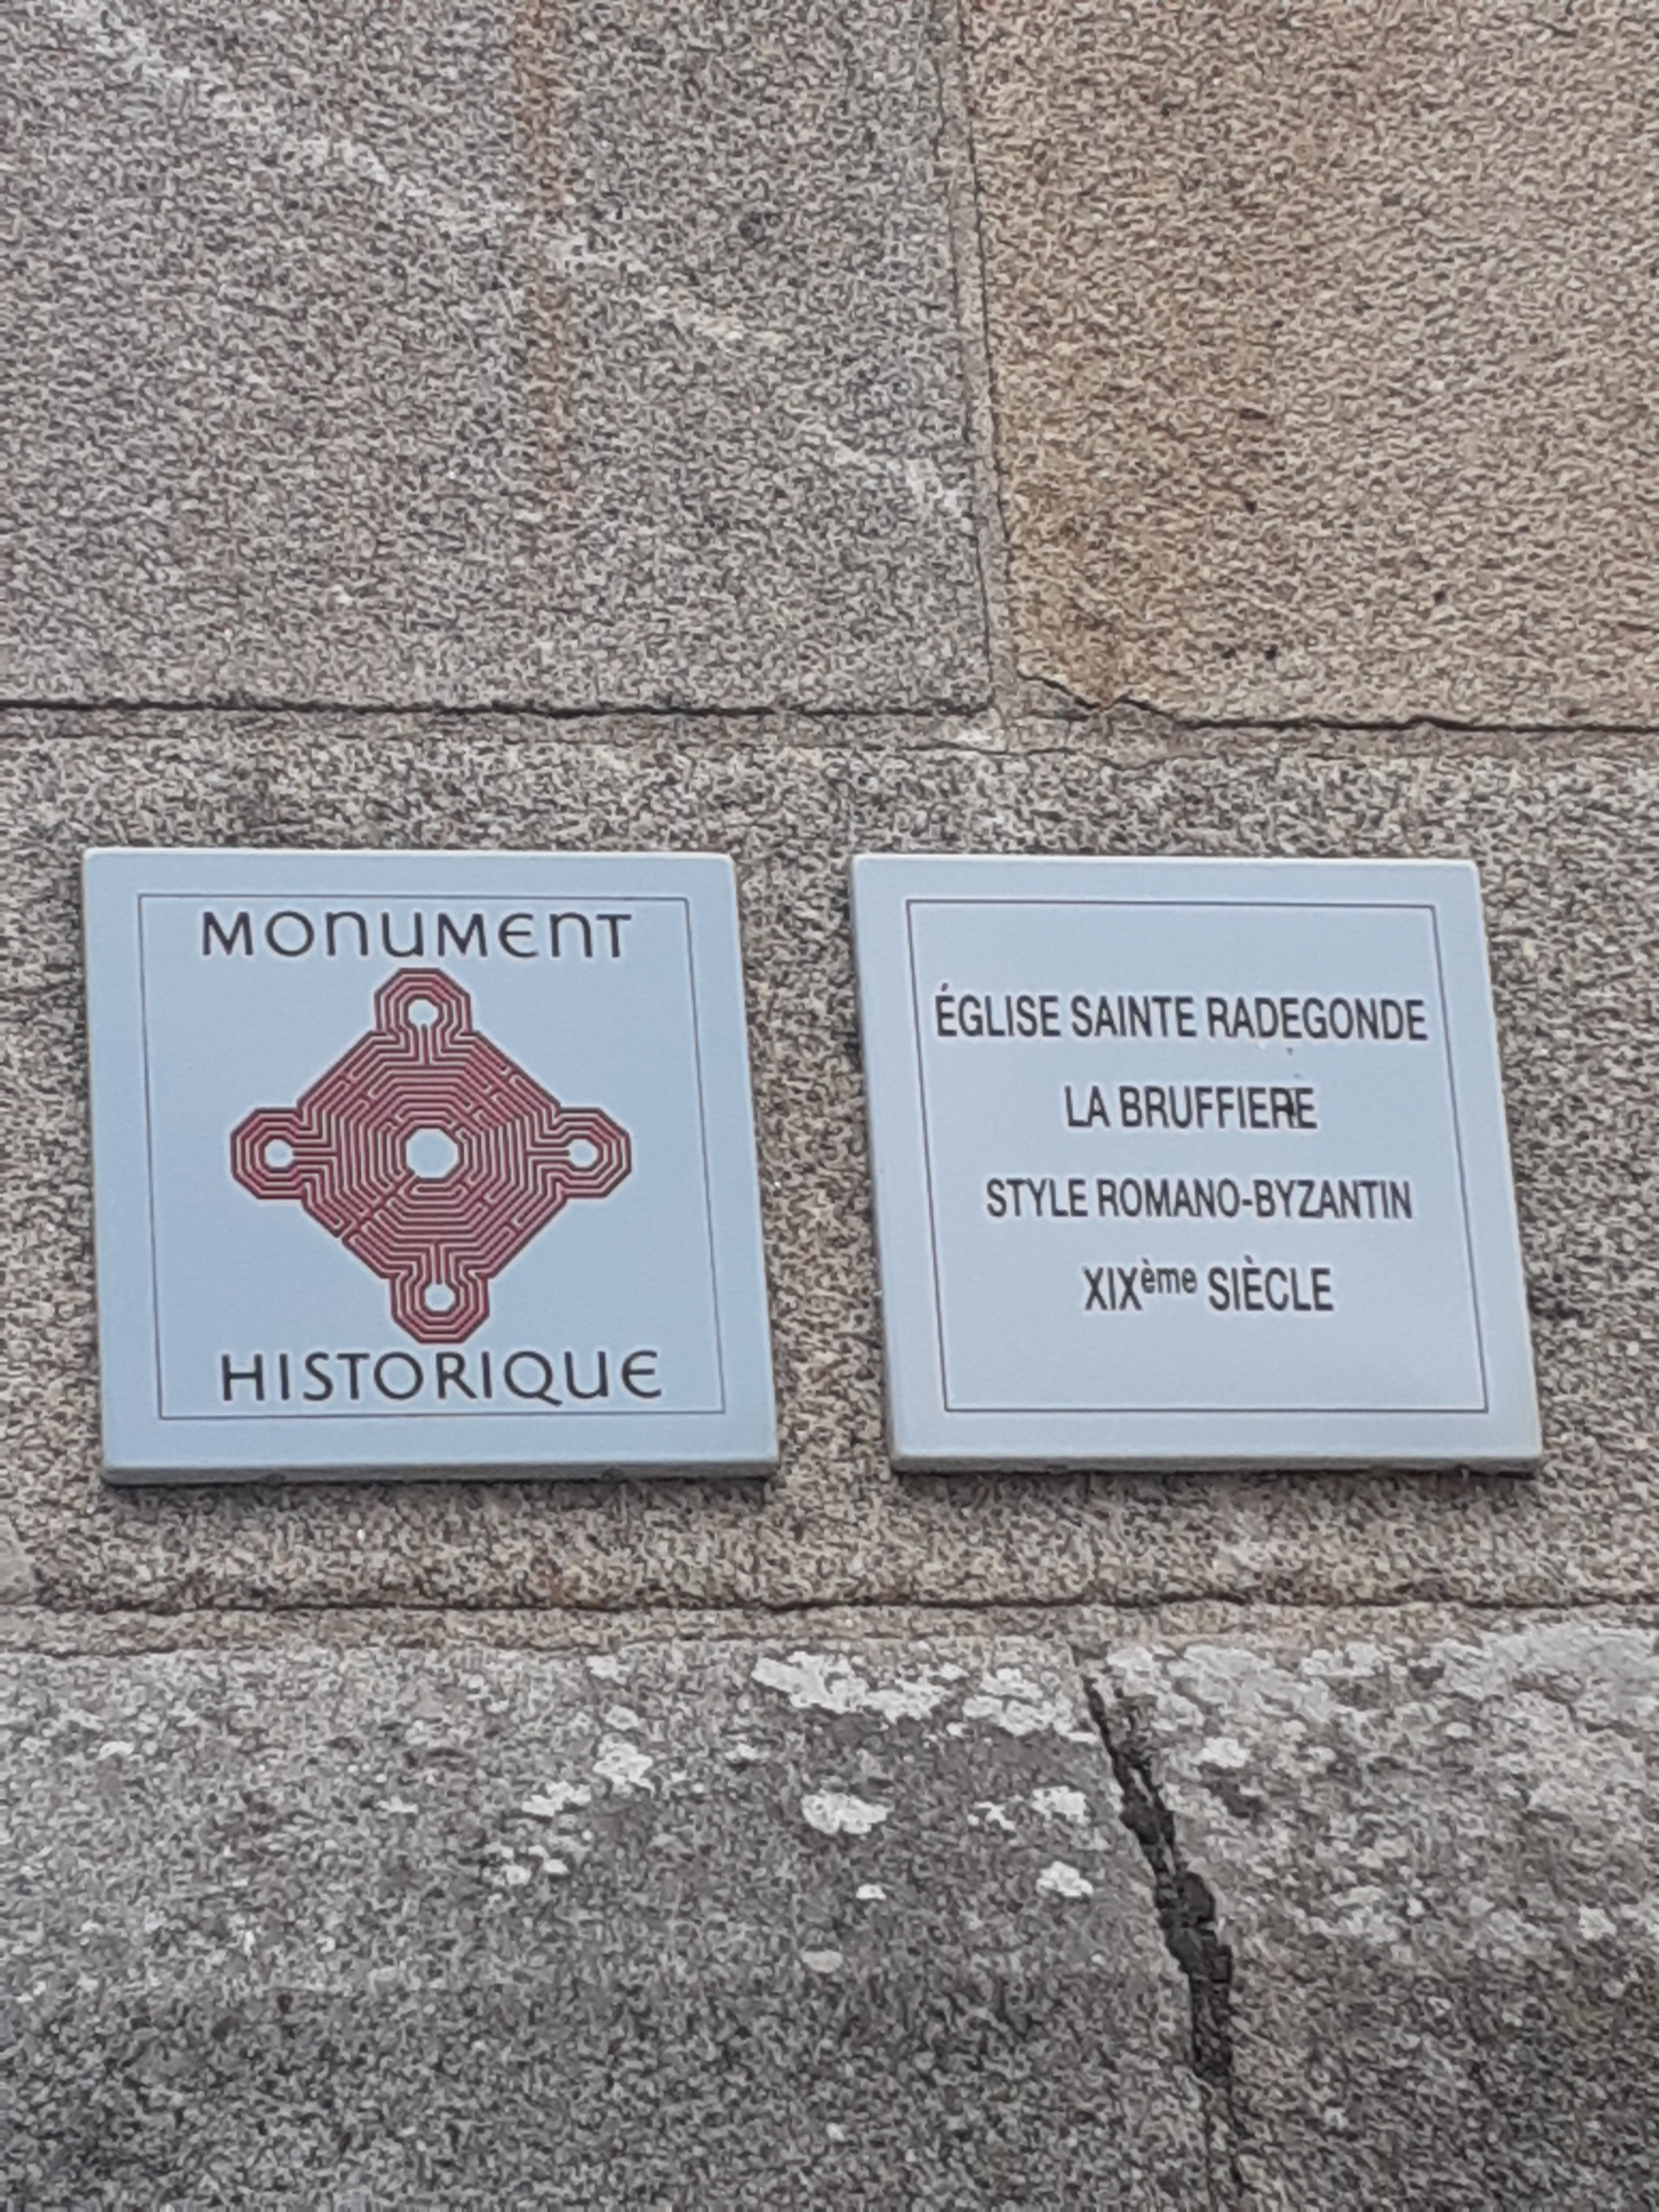 MONUMENT
HISTORIQUE
ÉGLISE SAINTE RADEGONDE
LA BRUFFIERE
STYLE ROMANO-BYZANTIN
XIXème SIÈCLE